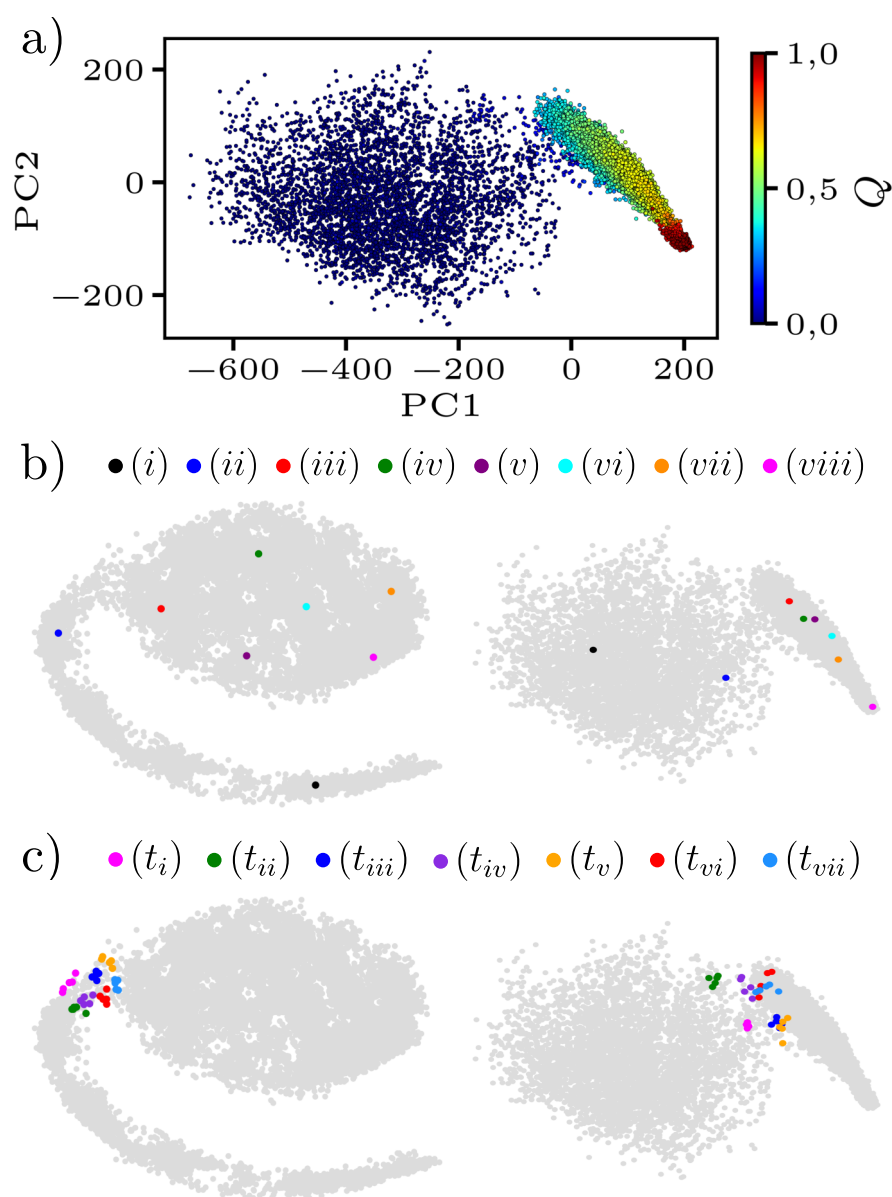 a)
200
0
−200
PC2
−600 −400 −200 0 200
PC1
1,0
0,5
0,0
Q
b) (i) (ii) (iii) (iv) (v) (vi) (vii) (viii)
c) (t_i) (t_ii) (t_iii) (t_iv) (t_v) (t_vi) (t_vii)